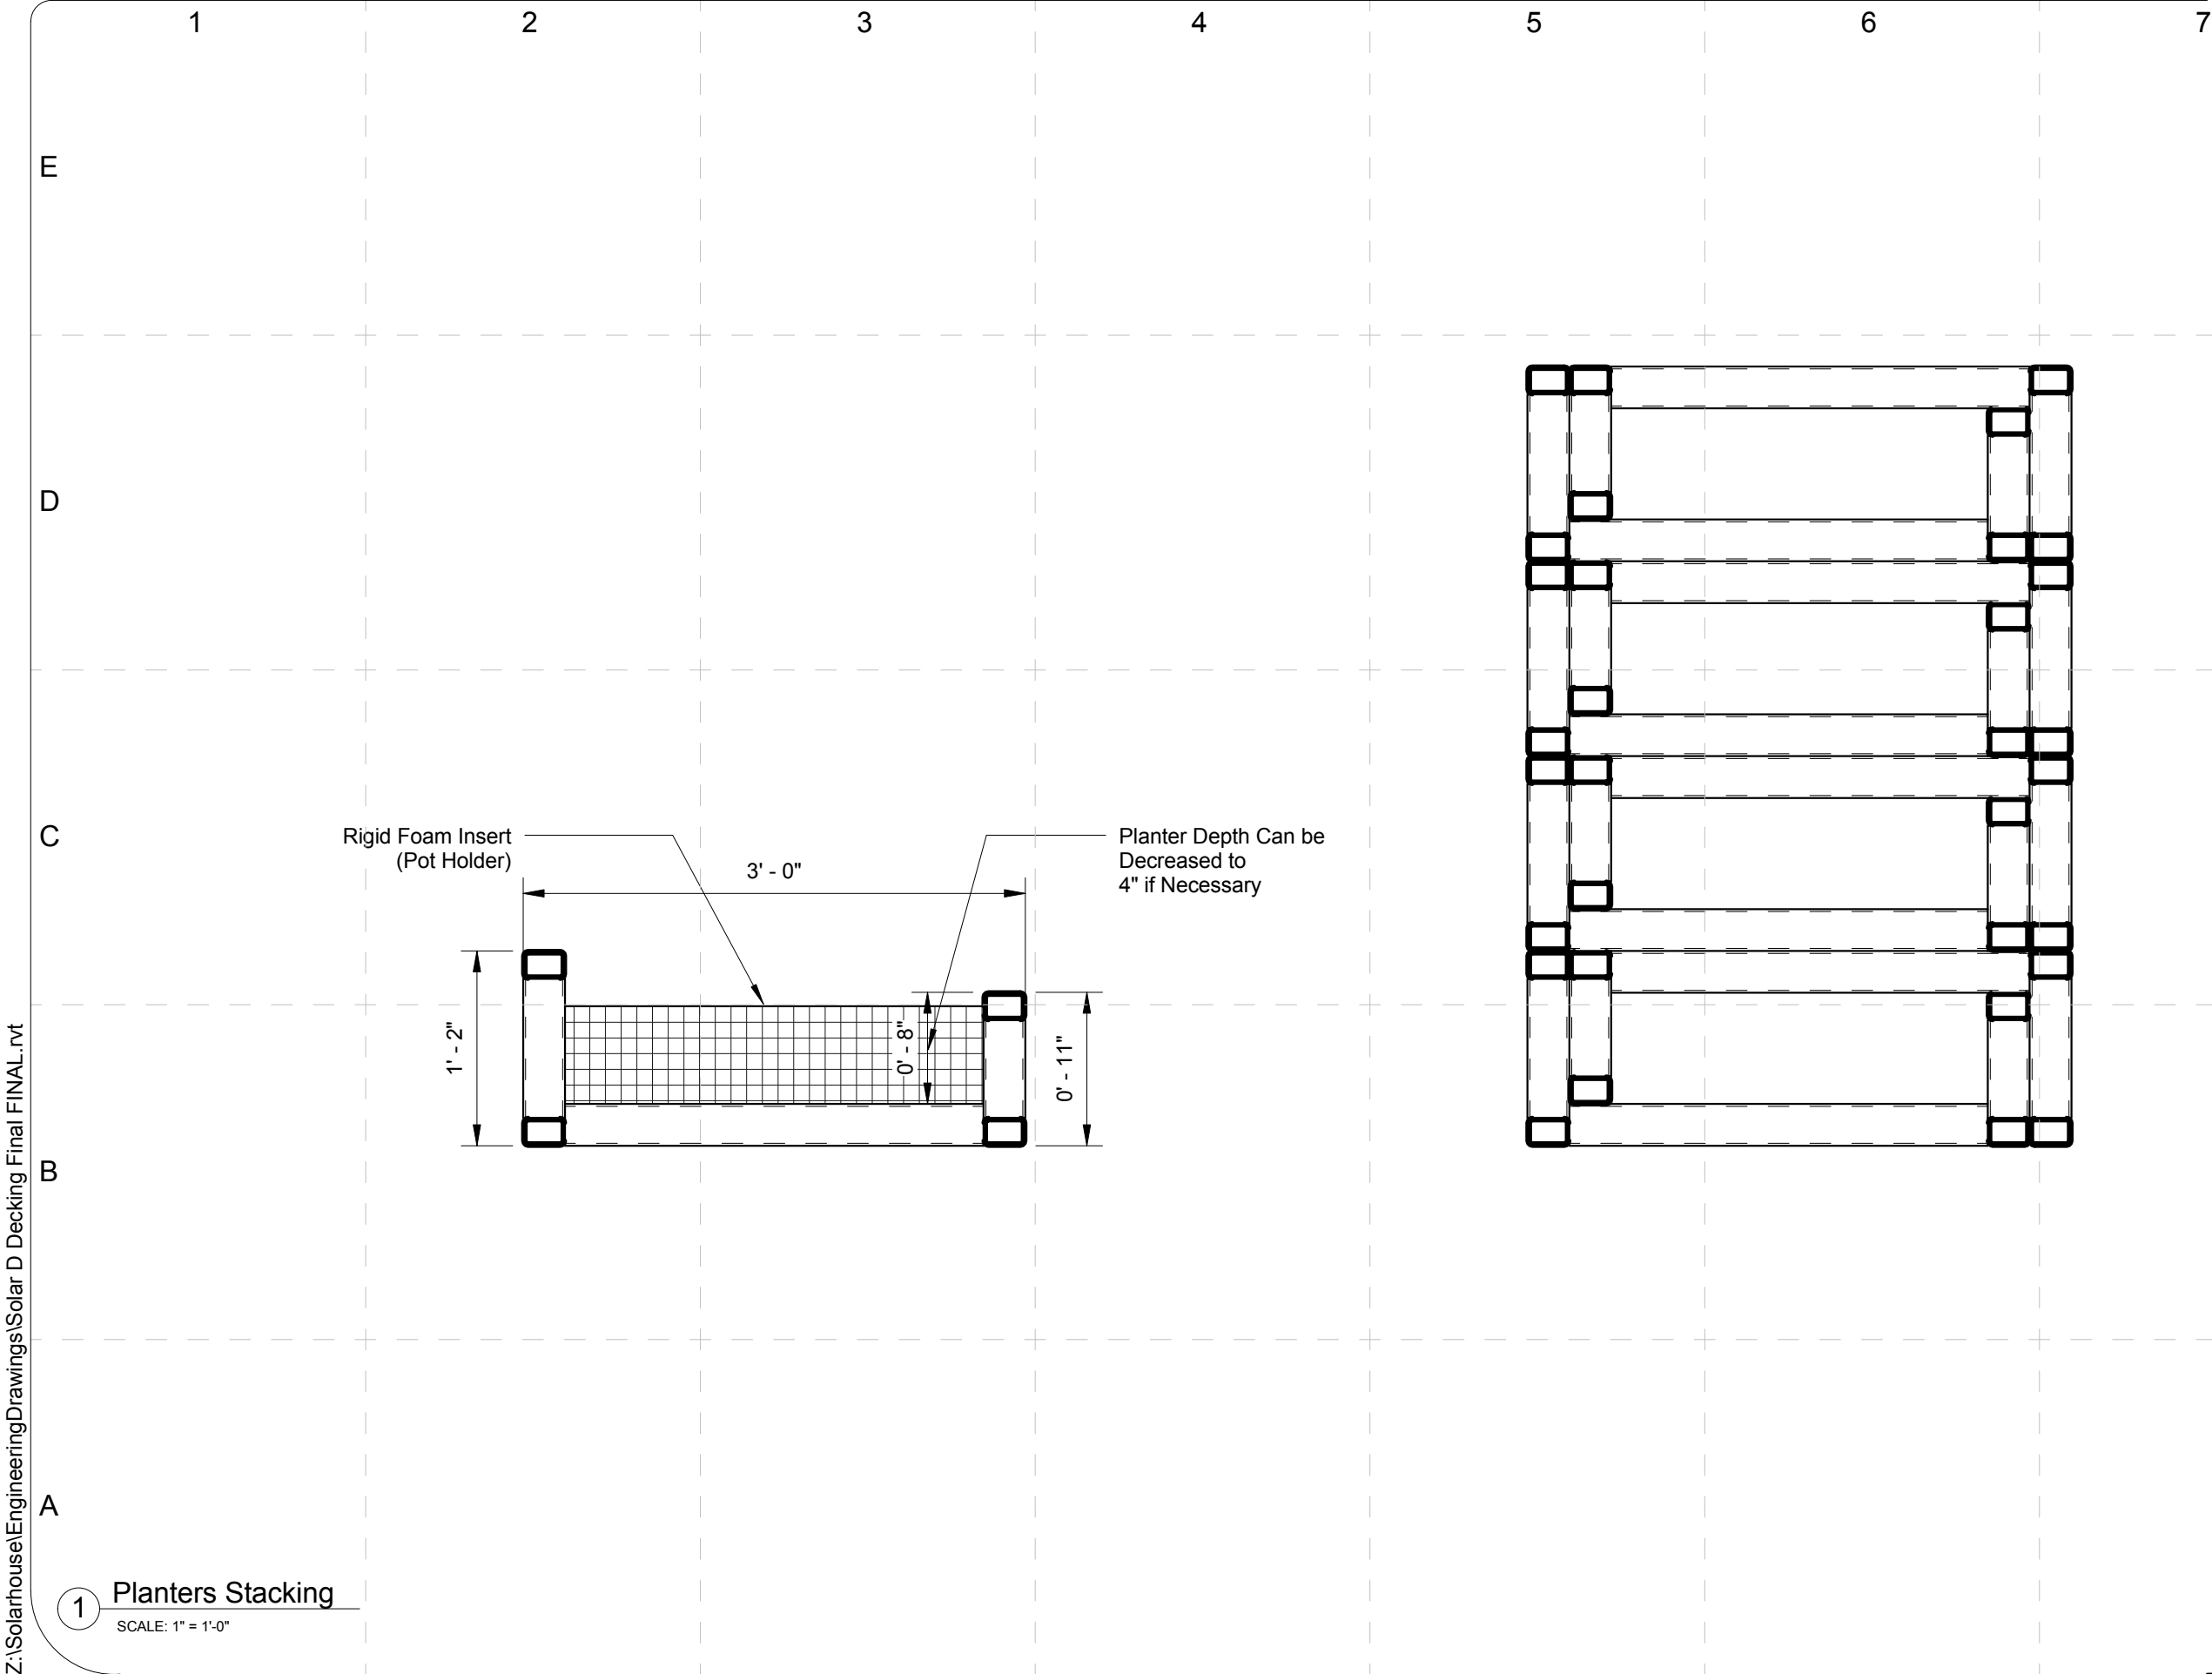 1 2 3 4 5 6 7
E
D
C
B
A
Rigid Foam Insert
(Pot Holder)
3' - 0"
Planter Depth Can be
Decreased to
4" if Necessary
1' - 2"
0' - 8"
0' - 11"
Z:\Solarhouse\EngineeringDrawings\Solar D Decking Final FINAL.rvt
1 Planters Stacking
SCALE: 1" = 1'-0"